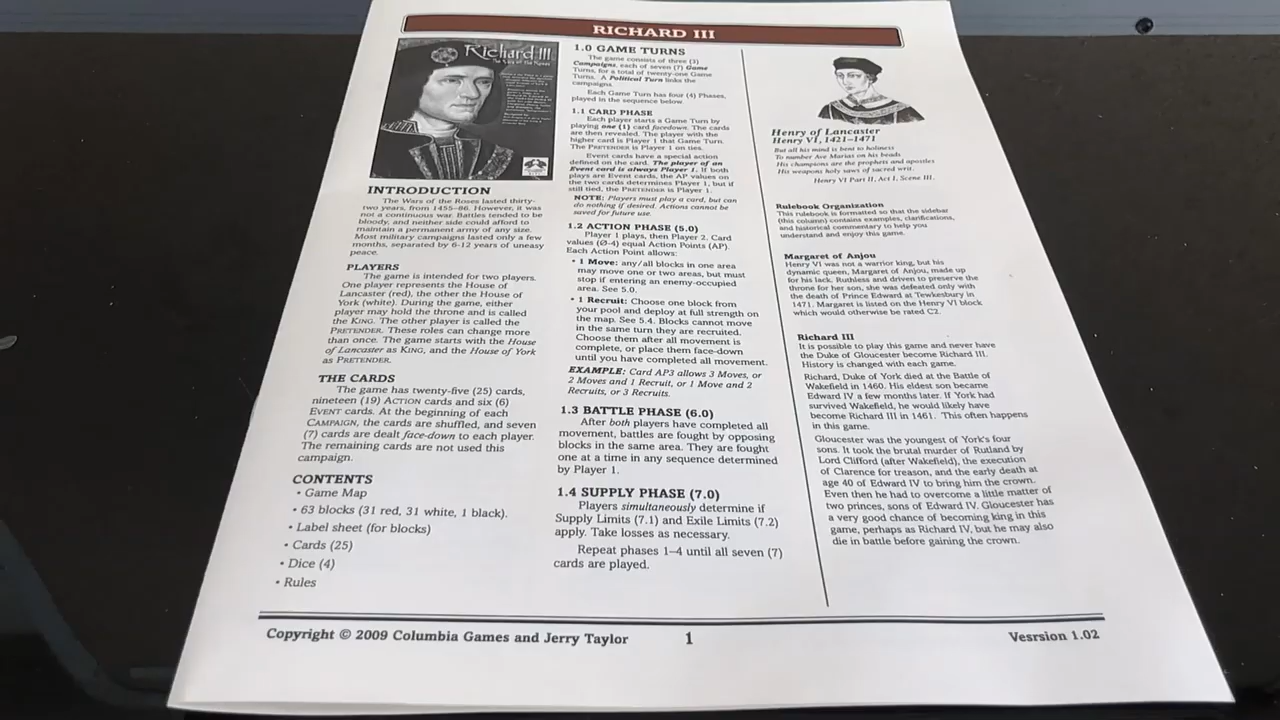 RICHARD III
Richard III
The Wars of the Roses
INTRODUCTION
The Wars of the Roses lasted thirty-
two years, from 1455-86. However, it was
not a continuous war. Battles tended to be
bloody, and neither side could afford to
maintain a permanent army of any size.
Most military campaigns lasted only a few
months, separated by 6-12 years of uneasy
peace.
PLAYERS
The game is intended for two players.
One player represents the House of
Lancaster (red), the other the House of
York (white). During the game, either
player may hold the throne and is called
the KING. The other player is called the
PRETENDER. These roles can change more
than once. The game starts with the House
of Lancaster as KING, and the House of York
as PRETENDER.
THE CARDS
The game has twenty-five (25) cards,
nineteen (19) ACTION cards and six (6)
EVENT cards. At the beginning of each
CAMPAIGN, the cards are shuffled, and seven
(7) cards are dealt face-down to each player.
The remaining cards are not used this
campaign.
CONTENTS
• Game Map
• 63 blocks (31 red, 31 white, 1 black).
• Label sheet (for blocks)
• Cards (25)
• Dice (4)
• Rules
1.0 GAME TURNS
The game consists of three (3)
Campaigns, each of seven (7) Game
Turns, for a total of twenty-one Game
Turns. A Political Turn links the
campaigns.
Each Game Turn has four (4) Phases,
played in the sequence below.
1.1 CARD PHASE
Each player starts a Game Turn by
playing one (1) card facedown. The cards
are then revealed. The player with the
higher card is Player 1 that Game Turn.
The PRETENDER is Player 1 on ties.
Event cards have a special action
defined on the card. The player of an
Event card is always Player 1. If both
plays are Event cards, the AP values on
the two cards determines Player 1, but if
still tied, the PRETENDER is Player 1.
NOTE: Players must play a card, but can
do nothing if desired. Actions cannot be
saved for future use.
1.2 ACTION PHASE (5.0)
Player 1 plays, then Player 2. Card
values (Ø-4) equal Action Points (AP).
Each Action Point allows:
• 1 Move: any/all blocks in one area
may move one or two areas, but must
stop if entering an enemy-occupied
area. See 5.0.
• 1 Recruit: Choose one block from
your pool and deploy at full strength on
the map. See 5.4. Blocks cannot move
in the same turn they are recruited.
Choose them after all movement is
complete, or place them face-down
until you have completed all movement.
EXAMPLE: Card AP3 allows 3 Moves, or
2 Moves and 1 Recruit, or 1 Move and 2
Recruits, or 3 Recruits.
1.3 BATTLE PHASE (6.0)
After both players have completed all
movement, battles are fought by opposing
blocks in the same area. They are fought
one at a time in any sequence determined
by Player 1.
1.4 SUPPLY PHASE (7.0)
Players simultaneously determine if
Supply Limits (7.1) and Exile Limits (7.2)
apply. Take losses as necessary.
Repeat phases 1–4 until all seven (7)
cards are played.
Henry of Lancaster
Henry VI, 1421-1471
But all his mind is bent to holiness
To number Ave Marias on his beads
His champions are the prophets and apostles
His weapons holy saws of sacred writ.
Henry VI Part II, Act I, Scene III.
Rulebook Organization
This rulebook is formatted so that the sidebar
(this column) contains examples, clarifications,
and historical commentary to help you
understand and enjoy this game.
Margaret of Anjou
Henry VI was not a warrior king, but his
dynamic queen, Margaret of Anjou, made up
for his lack. Ruthless and driven to preserve the
throne for her son, she was defeated only with
the death of Prince Edward at Tewkesbury in
1471. Margaret is listed on the Henry VI block
which would otherwise be rated C2.
Richard III
It is possible to play this game and never have
the Duke of Gloucester become Richard III.
History is changed with each game.
Richard, Duke of York died at the Battle of
Wakefield in 1460. His eldest son became
Edward IV a few months later. If York had
survived Wakefield, he would likely have
become Richard III in 1461. This often happens
in this game.
Gloucester was the youngest of York's four
sons. It took the brutal murder of Rutland by
Lord Clifford (after Wakefield), the execution
of Clarence for treason, and the early death at
age 40 of Edward IV to bring him the crown.
Even then he had to overcome a little matter of
two princes, sons of Edward IV. Gloucester has
a very good chance of becoming king in this
game, perhaps as Richard IV, but he may also
die in battle before gaining the crown.
Copyright © 2009 Columbia Games and Jerry Taylor
1
Vesrsion 1.02